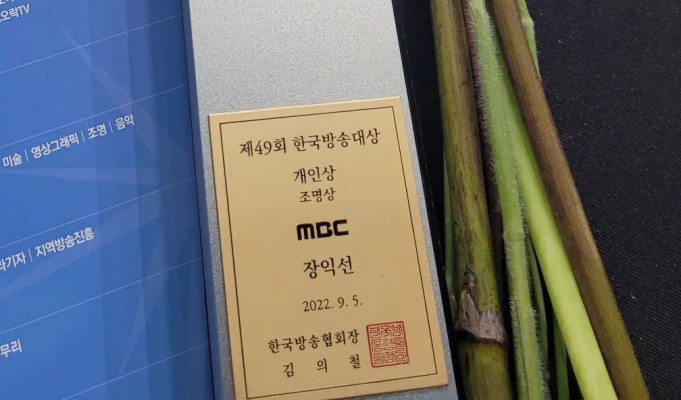 오락TV
미술 | 영상그래픽 | 조명 | 음악
기자 | 지역방송진흥
무리
제49회 한국방송대상
개인상
조명상
MBC
장익선
2022. 9. 5.
한국방송협회장
김 의 철